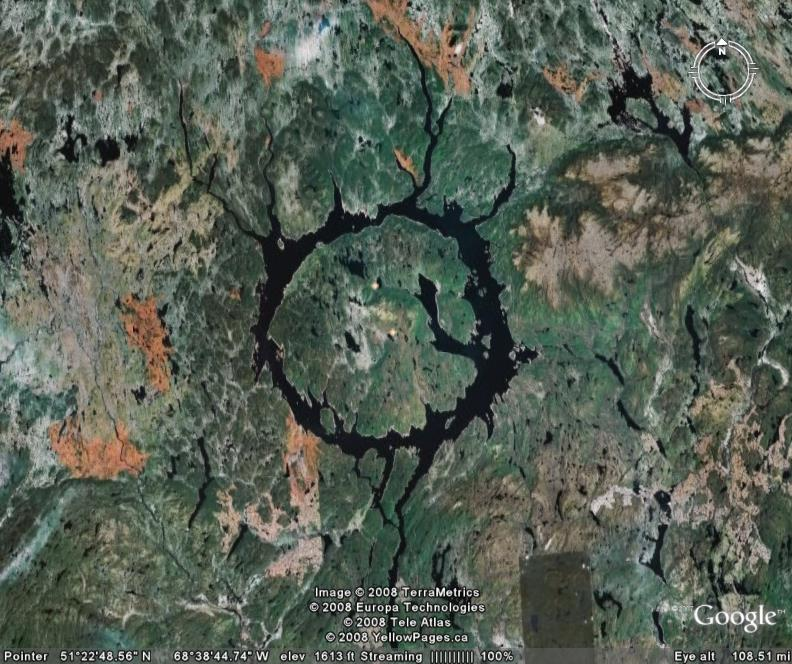 N
Image © 2008 TerraMetrics
© 2008 Europa Technologies
© 2008 Tele Atlas
© 2008 YellowPages.ca
Google™
Pointer 51°22'48.56" N 68°38'44.74" W elev 1613 ft Streaming |||||||||| 100% Eye alt 108.51 mi